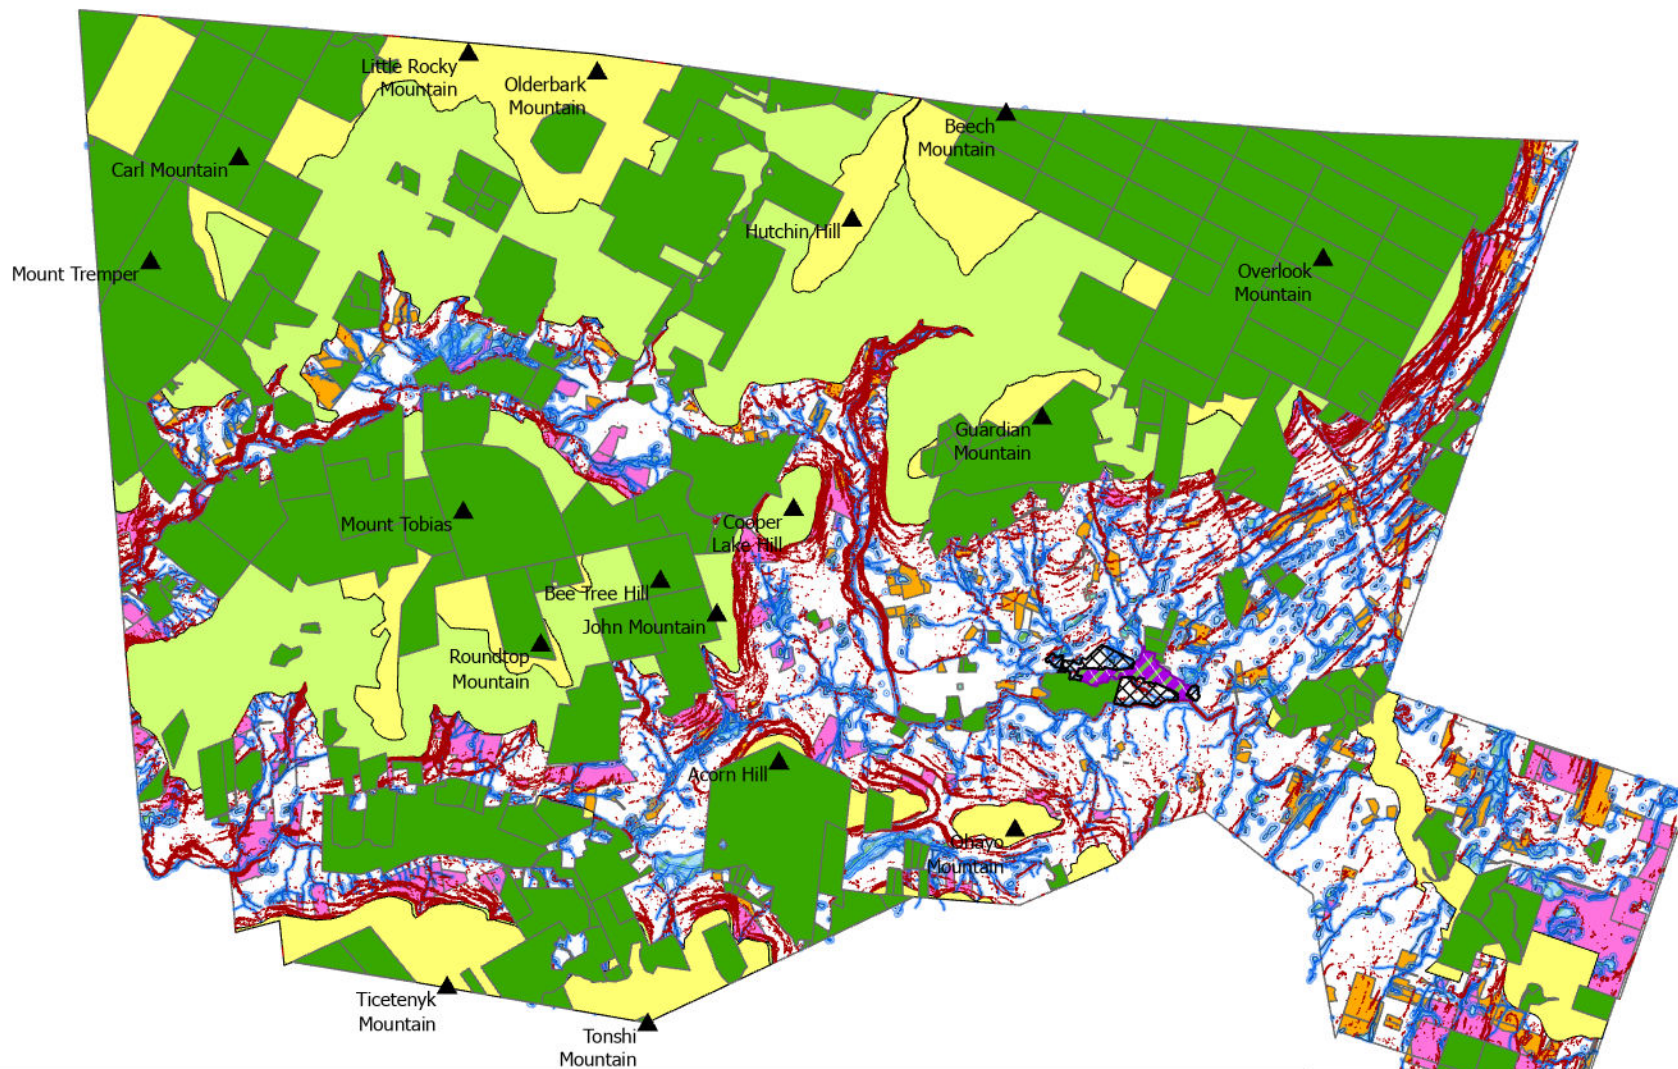 Little Rocky
Mountain
Olderbark
Mountain
Beech
Mountain
Carl Mountain
Hutchin Hill
Mount Tremper
Overlook
Mountain
Guardian
Mountain
Mount Tobias
Cooper
Lake Hill
Bee Tree Hill
John Mountain
Roundtop
Mountain
Acorn Hill
Ohayo
Mountain
Ticetenyk
Mountain
Tonshi
Mountain